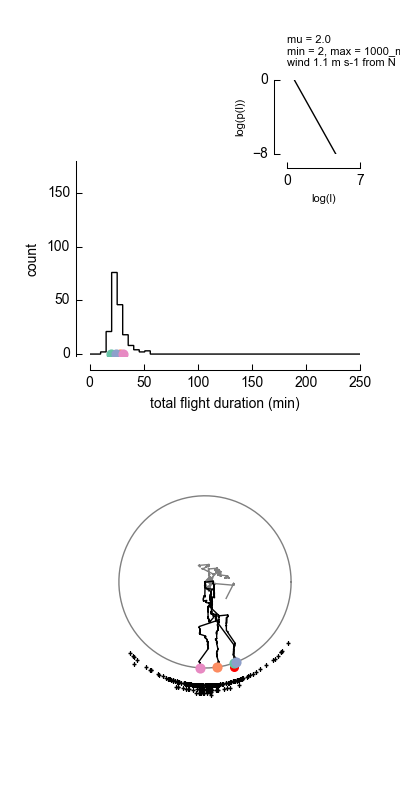 mu = 2.0
min = 2, max = 1000_m
wind 1.1 m s-1 from N
0
log(p(l))
−8
0
7
log(l)
150
100
50
0
count
0
50
100
150
200
250
total flight duration (min)